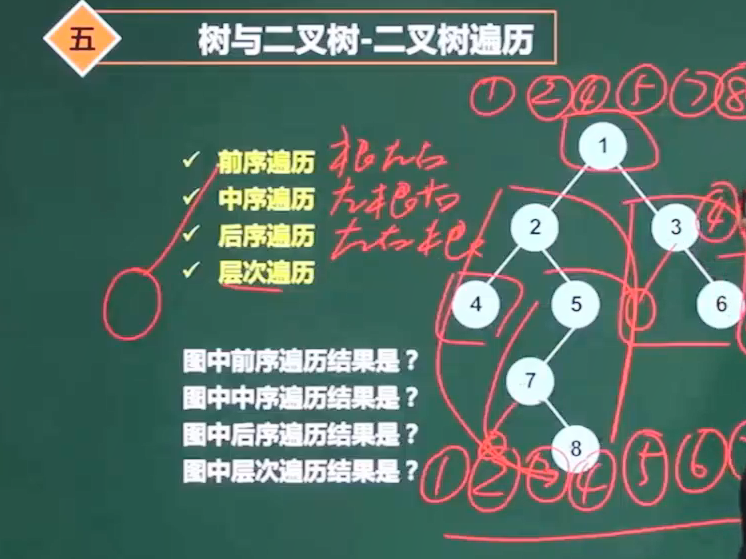 五 树与二叉树-二叉树遍历
① ② ④ ⑤ ⑦ ⑧
✓ 前序遍历 根左右
✓ 中序遍历 左根右
✓ 后序遍历 左右根
✓ 层次遍历
1
2 3 ④
4 5 6
7
8
图中前序遍历结果是？
图中中序遍历结果是？
图中后序遍历结果是？
图中层次遍历结果是？
① ② ③ ④ ⑤ ⑥